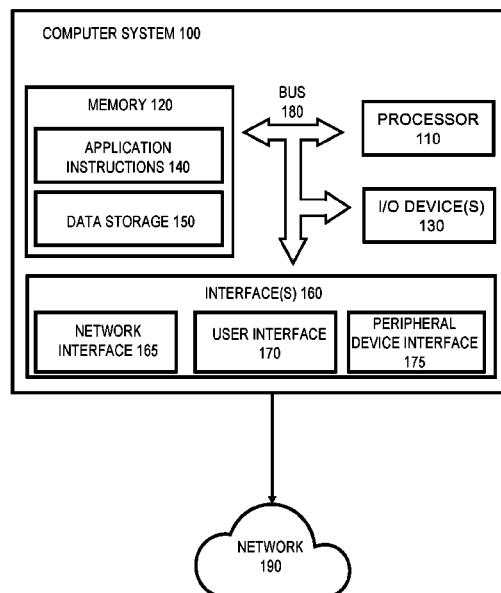 COMPUTER SYSTEM 100
MEMORY 120
APPLICATION
INSTRUCTIONS 140
DATA STORAGE 150
BUS
180
PROCESSOR
110
I/O DEVICE(S)
130
INTERFACE(S) 160
NETWORK
INTERFACE 165
USER INTERFACE
170
PERIPHERAL
DEVICE INTERFACE
175
NETWORK
190